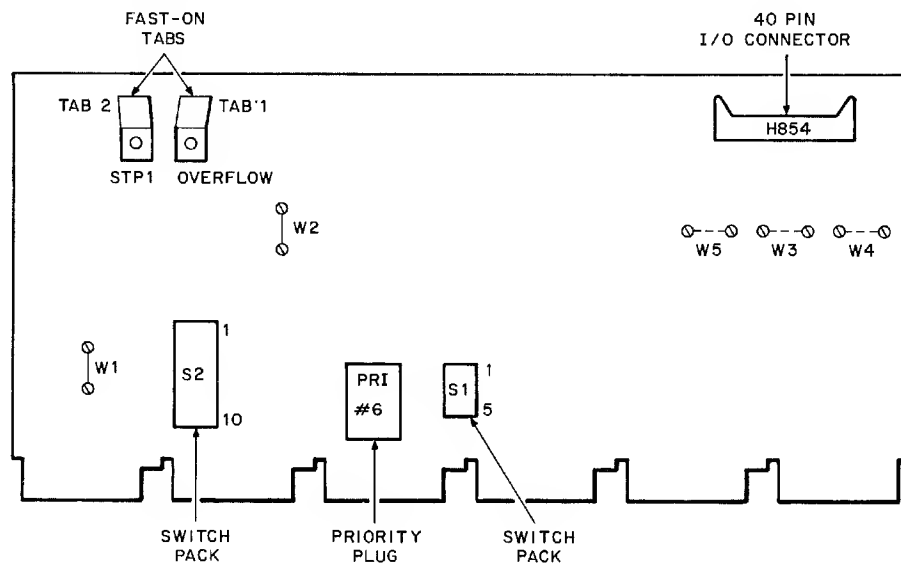 FAST-ON
TABS
40 PIN
I/O CONNECTOR
TAB 2
TAB'1
H854
STP1
OVERFLOW
W2
W5
W3
W4
W1
S2
1
10
PRI
#6
S1
1
5
SWITCH
PACK
PRIORITY
PLUG
SWITCH
PACK